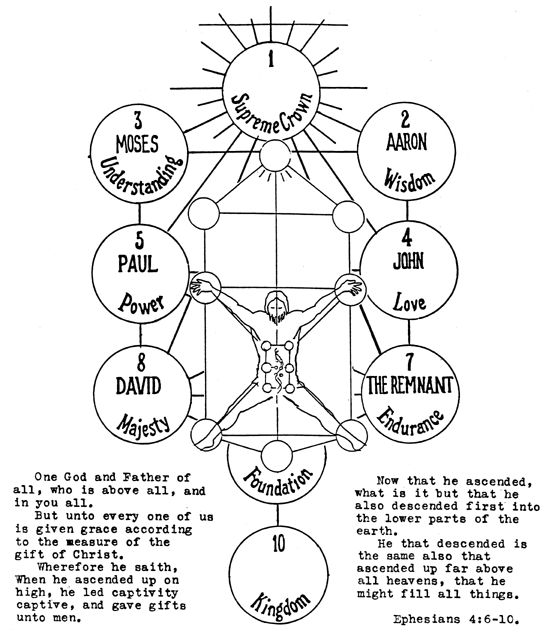 1
Supreme Crown
3
MOSES
Understanding
2
AARON
Wisdom
5
PAUL
Power
4
JOHN
Love
8
DAVID
Majesty
7
THE REMNANT
Endurance
Foundation
10
Kingdom
One God and Father of
all, who is above all, and
in you all.
But unto every one of us
is given grace according
to the measure of the
gift of Christ.
Wherefore he saith,
When he ascended up on
high, he led captivity
captive, and gave gifts
unto men.
Now that he ascended,
what is it but that he
also descended first into
the lower parts of the
earth.
He that descended is
the same also that
ascended up far above
all heavens, that he
might fill all things.
Ephesians 4:6-10.